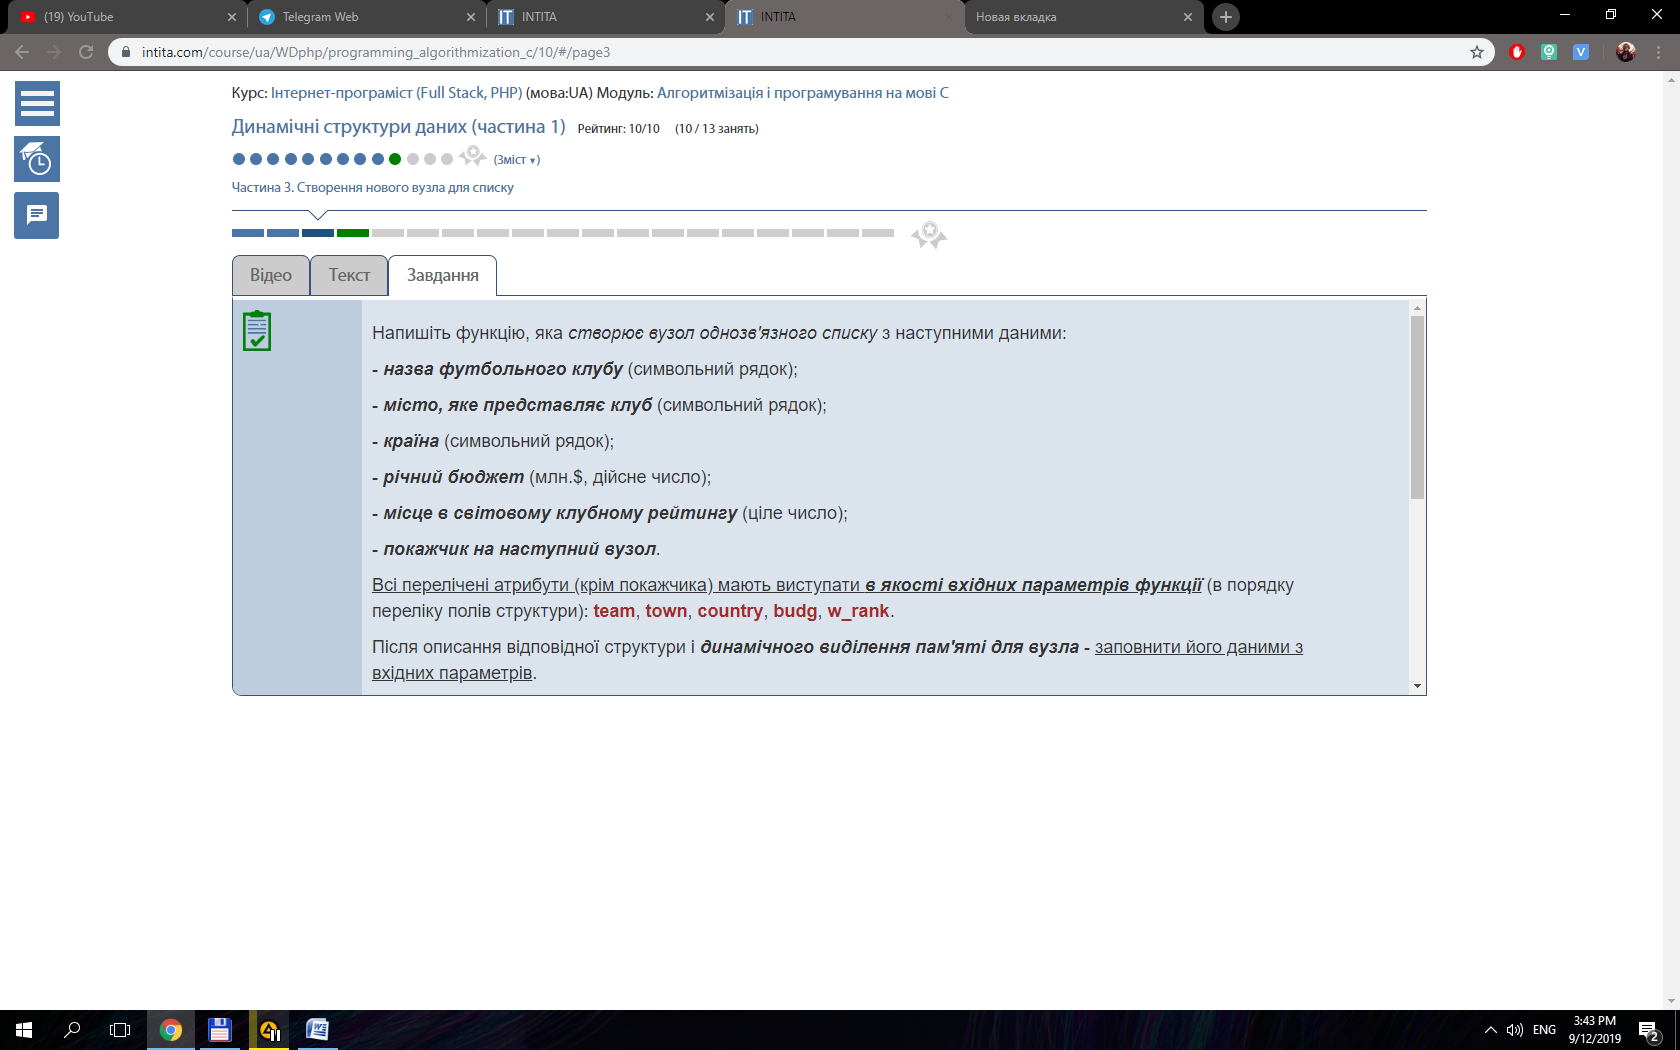 (19) YouTube
Telegram Web
INTITA
INTITA
Новая вкладка
intita.com/course/ua/WDphp/programming_algorithmization_c/10/#/page3
Курс: Інтернет-програміст (Full Stack, PHP) (мова:UA) Модуль: Алгоритмізація і програмування на мові С
Динамічні структури даних (частина 1) Рейтинг: 10/10 (10 / 13 занять)
(Зміст ▾)
Частина 3. Створення нового вузла для списку
Відео
Текст
Завдання
Напишіть функцію, яка створює вузол однозв'язного списку з наступними даними:
- назва футбольного клубу (символьний рядок);
- місто, яке представляє клуб (символьний рядок);
- країна (символьний рядок);
- річний бюджет (млн.$, дійсне число);
- місце в світовому клубному рейтингу (ціле число);
- покажчик на наступний вузол.
Всі перелічені атрибути (крім покажчика) мають виступати в якості вхідних параметрів функції (в порядку
переліку полів структури): team, town, country, budg, w_rank.
Після описання відповідної структури і динамічного виділення пам'яті для вузла - заповнити його даними з
вхідних параметрів.
ENG
3:43 PM
9/12/2019
2